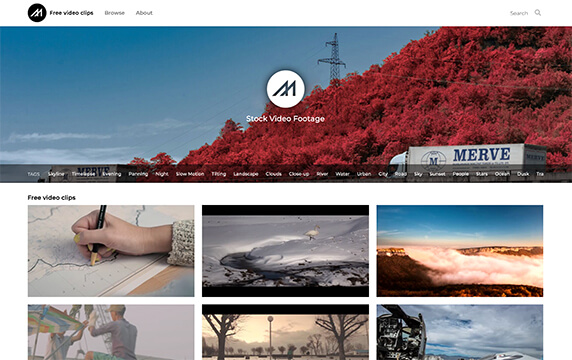 Free video clips Browse About Search
Stock Video Footage
MERVE
TAGS Skyline Timelapse Evening Panning Night Slow Motion Tilting Landscape Clouds Close-up River Water Urban City Road Sky Sunset People Stars Ocean Dusk Tra
Free video clips